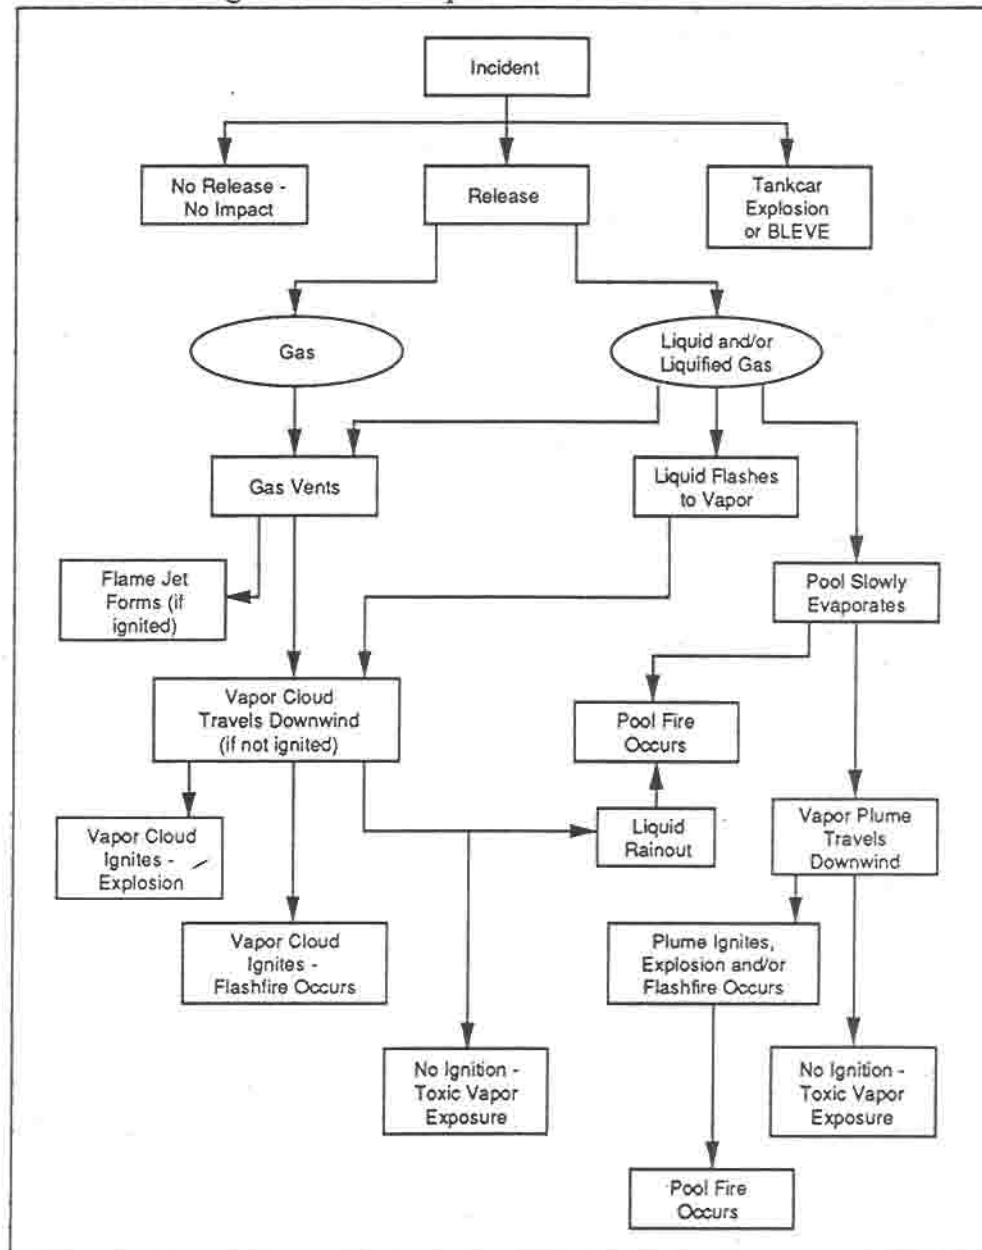 Incident
No Release -
No Impact
Release
Tankcar
Explosion
or BLEVE
Gas
Liquid and/or
Liquified Gas
Gas Vents
Liquid Flashes
to Vapor
Flame Jet
Forms (if
ignited)
Pool Slowly
Evaporates
Vapor Cloud
Travels Downwind
(if not ignited)
Pool Fire
Occurs
Vapor Cloud
Ignites -
Explosion
Liquid
Rainout
Vapor Plume
Travels
Downwind
Vapor Cloud
Ignites -
Flashfire Occurs
Plume Ignites,
Explosion and/or
Flashfire Occurs
No Ignition -
Toxic Vapor
Exposure
No Ignition -
Toxic Vapor
Exposure
Pool Fire
Occurs